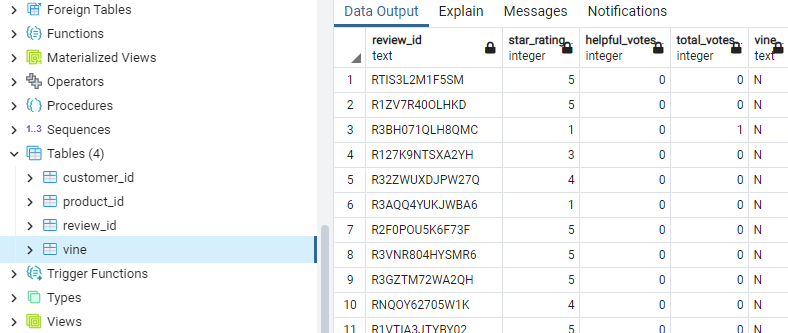 Foreign Tables
Functions
Materialized Views
Operators
Procedures
1..3 Sequences
Tables (4)
customer_id
product_id
review_id
vine
Trigger Functions
Types
Views
Data Output Explain Messages Notifications
review_id star_rating helpful_votes total_votes vine
text integer integer integer text
1 RTIS3L2M1F5SM 5 0 0 N
2 R1ZV7R40OLHKD 5 0 0 N
3 R3BH071QLH8QMC 1 0 1 N
4 R127K9NTSXA2YH 3 0 0 N
5 R32ZWUXDJPW27Q 4 0 0 N
6 R3AQQ4YUKJWBA6 1 0 0 N
7 R2F0POU5K6F73F 5 0 0 N
8 R3VNR804HYSMR6 5 0 0 N
9 R3GZTM72WA2QH 5 0 0 N
10 RNQOY62705W1K 4 0 0 N
11 R1VTIA3JTYBY02 5 0 0 N